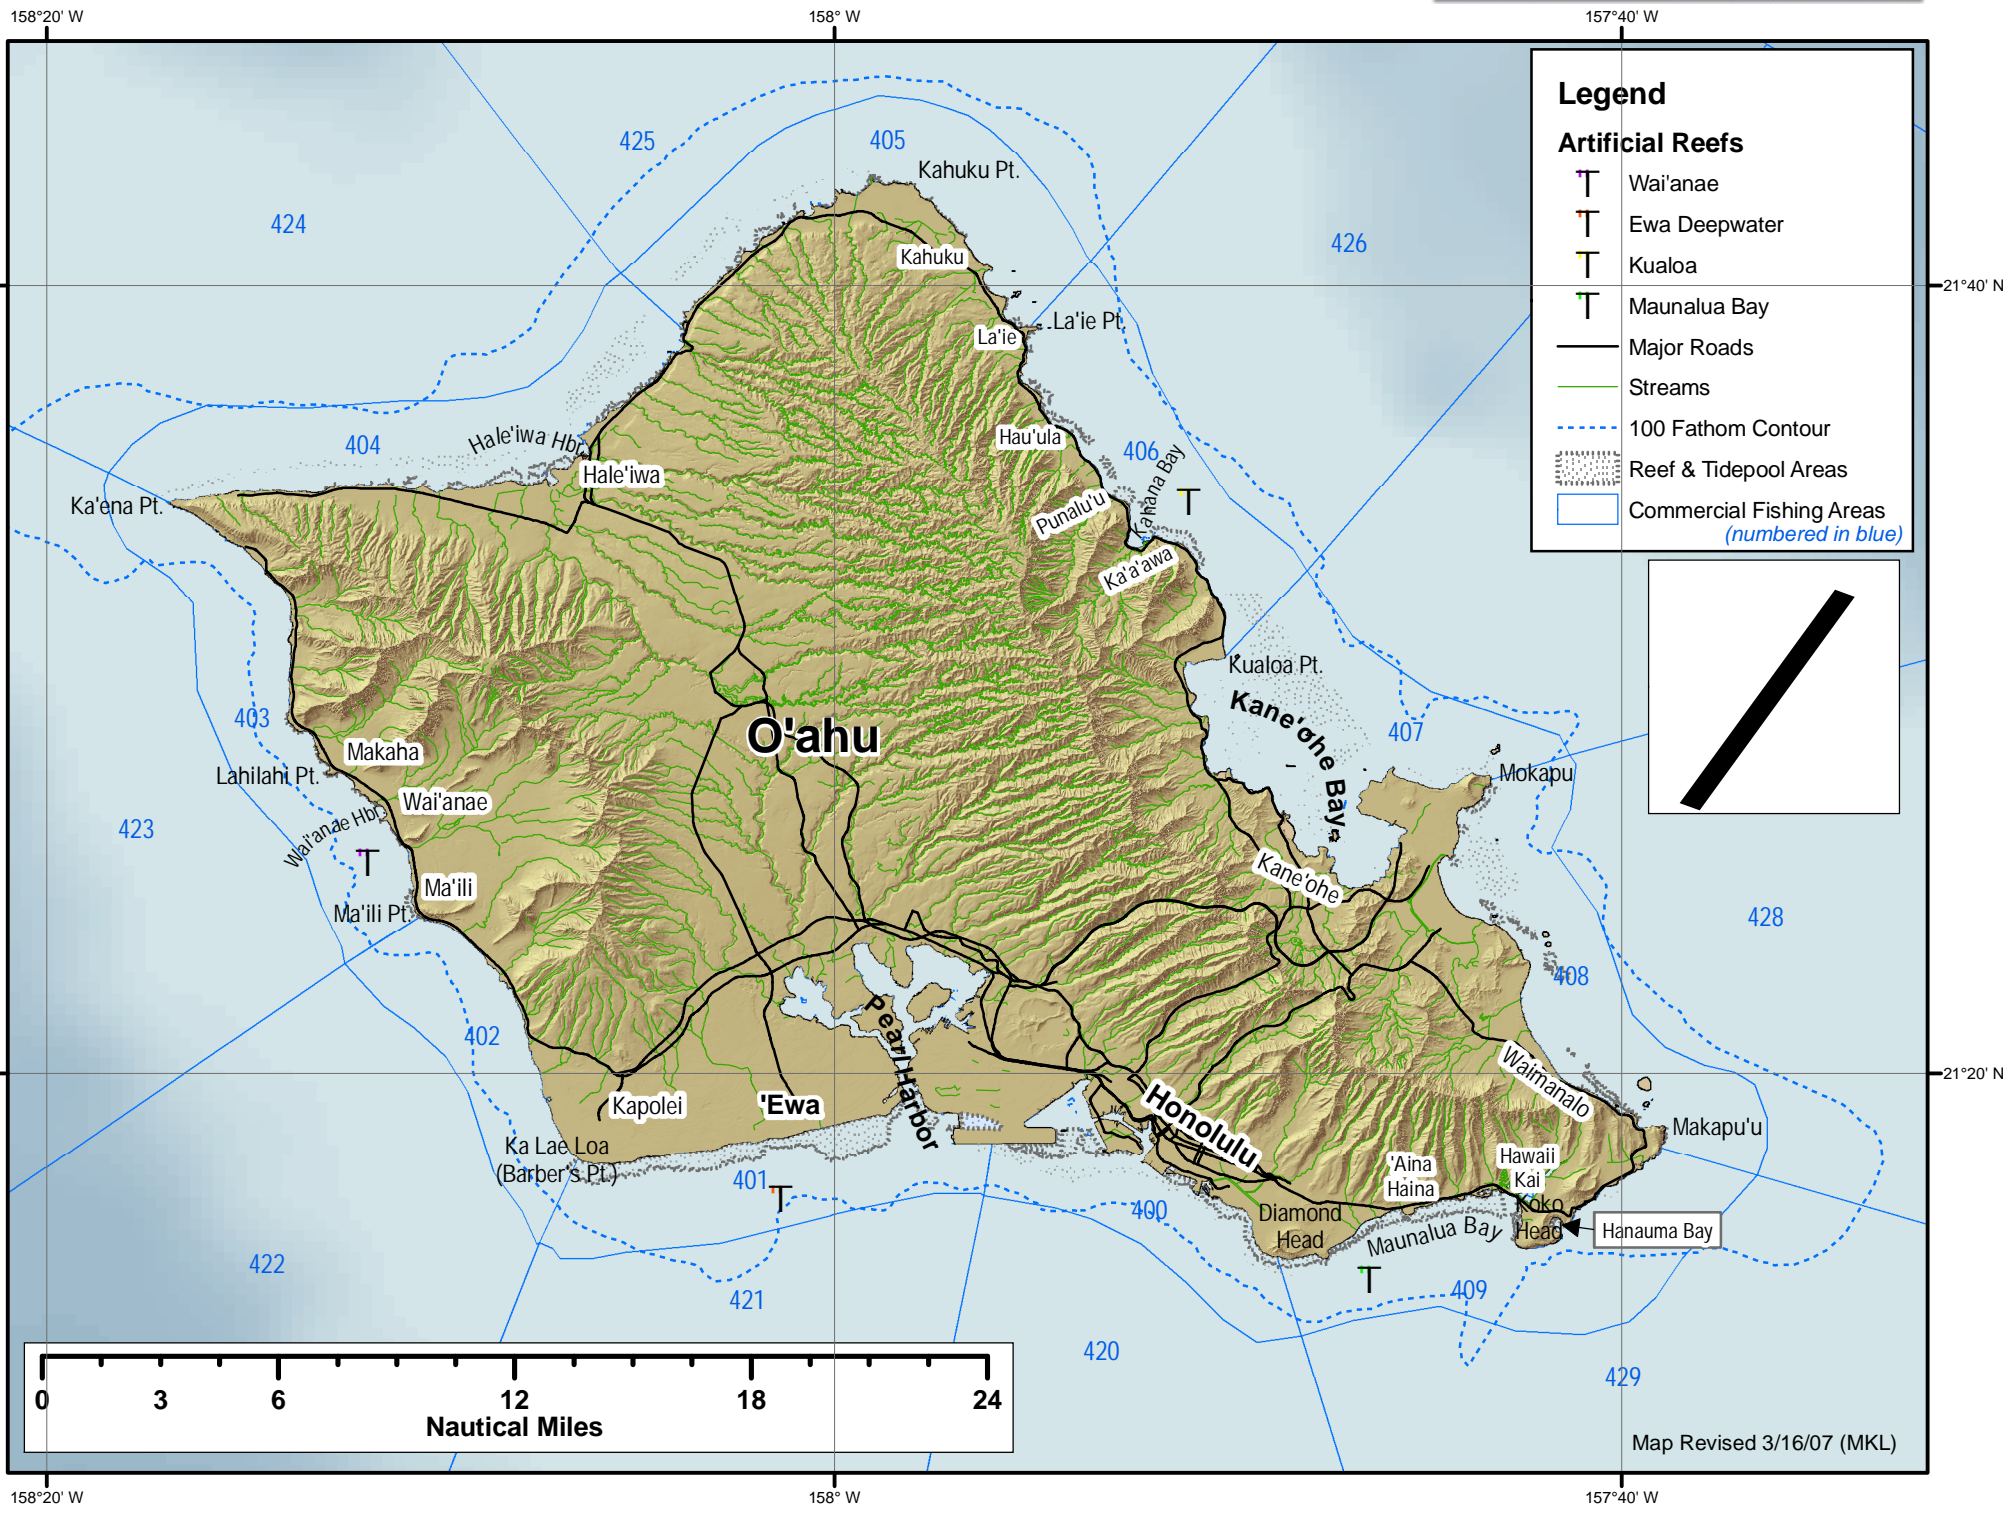 158°20' W
158° W
157°40' W
Legend
Artificial Reefs
Wai'anae
Ewa Deepwater
Kualoa
Maunalua Bay
Major Roads
Streams
100 Fathom Contour
Reef & Tidepool Areas
Commercial Fishing Areas
(numbered in blue)
425
405
Kahuku Pt.
424
426
Kahuku
21°40' N
La'ie Pt.
La'ie
404
Hale'iwa Hbr.
Hale'iwa
Hau'ula
406
Kahana Bay
Ka'ena Pt.
Punalu'u
Ka'a'awa
Kualoa Pt.
Kane'ohe Bay
403
O'ahu
407
Makaha
Lahilahi Pt.
Mokapu
Wai'anae
Wai'anae Hbr.
423
Ma'ili
Kane'ohe
Ma'ili Pt.
428
408
402
Pearl Harbor
21°20' N
Waimanalo
Kapolei
'Ewa
Honolulu
Makapu'u
Ka Lae Loa
(Barber's Pt.)
401
'Aina
Haina
Hawaii
Kai
400
Diamond
Head
Maunalua Bay
Koko
Head
Hanauma Bay
422
421
409
420
429
0 3 6 12 18 24
Nautical Miles
Map Revised 3/16/07 (MKL)
158°20' W
158° W
157°40' W